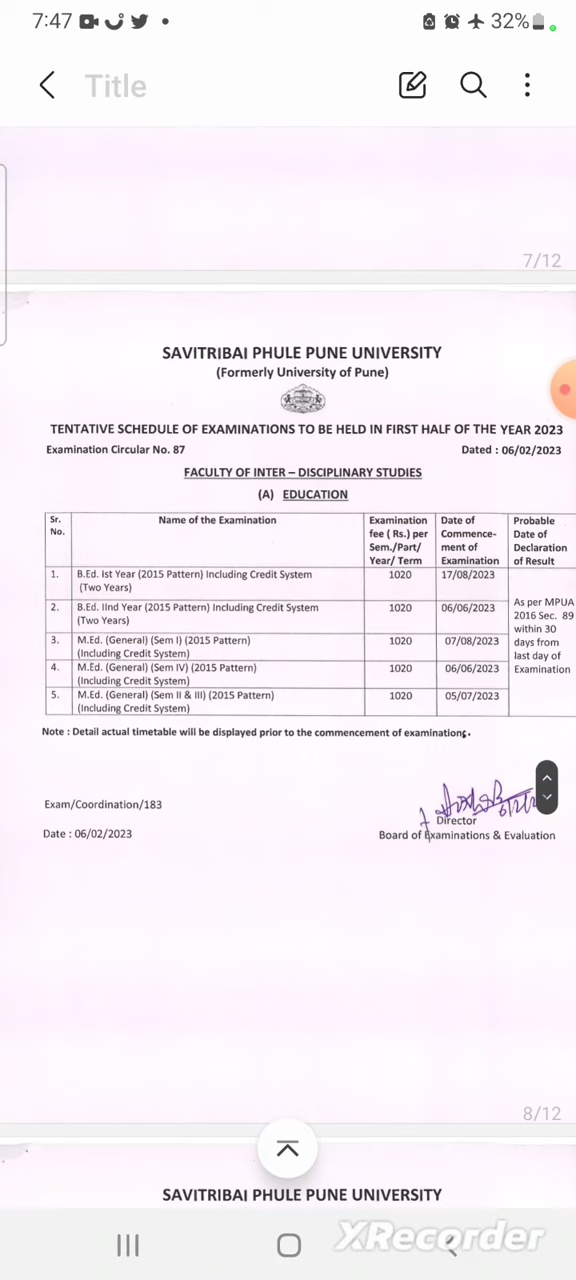 7:47
32%
Title
7/12
SAVITRIBAI PHULE PUNE UNIVERSITY
(Formerly University of Pune)
TENTATIVE SCHEDULE OF EXAMINATIONS TO BE HELD IN FIRST HALF OF THE YEAR 2023
Examination Circular No. 87 Dated : 06/02/2023
FACULTY OF INTER – DISCIPLINARY STUDIES
(A) EDUCATION
Sr. No. Name of the Examination Examination fee ( Rs.) per Sem./Part/ Year/ Term Date of Commence- ment of Examination Probable Date of Declaration of Result
1. B.Ed. Ist Year (2015 Pattern) Including Credit System 1020 17/08/2023
(Two Years)
2. B.Ed. IInd Year (2015 Pattern) Including Credit System 1020 06/06/2023
(Two Years)
3. M.Ed. (General) (Sem I) (2015 Pattern) 1020 07/08/2023
(Including Credit System)
4. M.Ed. (General) (Sem IV) (2015 Pattern) 1020 06/06/2023
(Including Credit System)
5. M.Ed. (General) (Sem II & III) (2015 Pattern) 1020 05/07/2023
(Including Credit System)
As per MPUA
2016 Sec. 89
within 30
days from
last day of
Examination
Note : Detail actual timetable will be displayed prior to the commencement of examinations.
Exam/Coordination/183
Director
Date : 06/02/2023 Board of Examinations & Evaluation
8/12
SAVITRIBAI PHULE PUNE UNIVERSITY
XRecorder